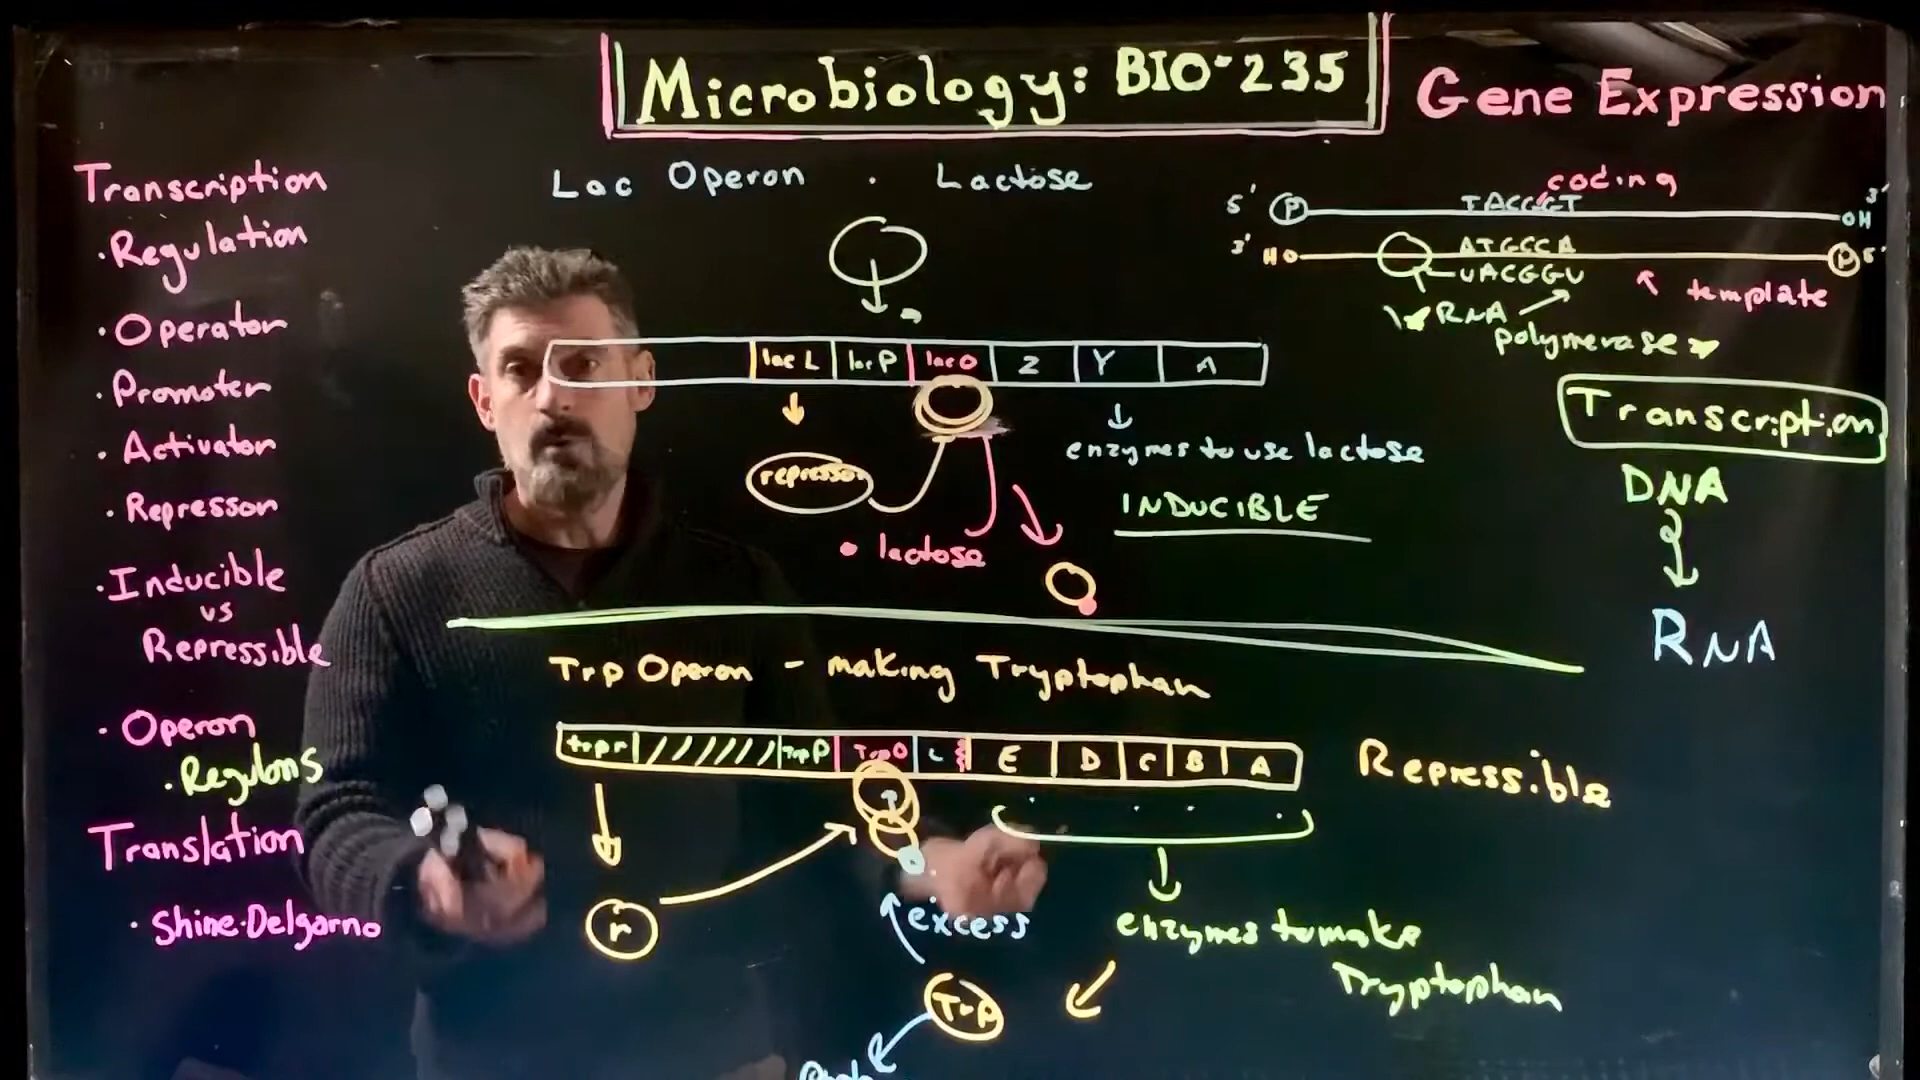 Microbiology: BIO-235
Gene Expression
Transcription
• Regulation
• Operator
• Promoter
• Activator
• Repressor
• Inducible
vs
Repressible
• Operon
• Regulons
Translation
• Shine-Delgarno
Lac Operon • Lactose
lac L lac P lac O Z Y A
repressor
• lactose
enzymes to use lactose
INDUCIBLE
coding
5' P TACGGT OH 3'
3' HO ATGCCA P 5'
UACGGU
template
RNA
polymerase
Transcription
DNA
RNA
Trp Operon - making Tryptophan
trpr TrpP TrpO L E D C B A
Repressible
r
excess
Trp
enzymes to make
Tryptophan